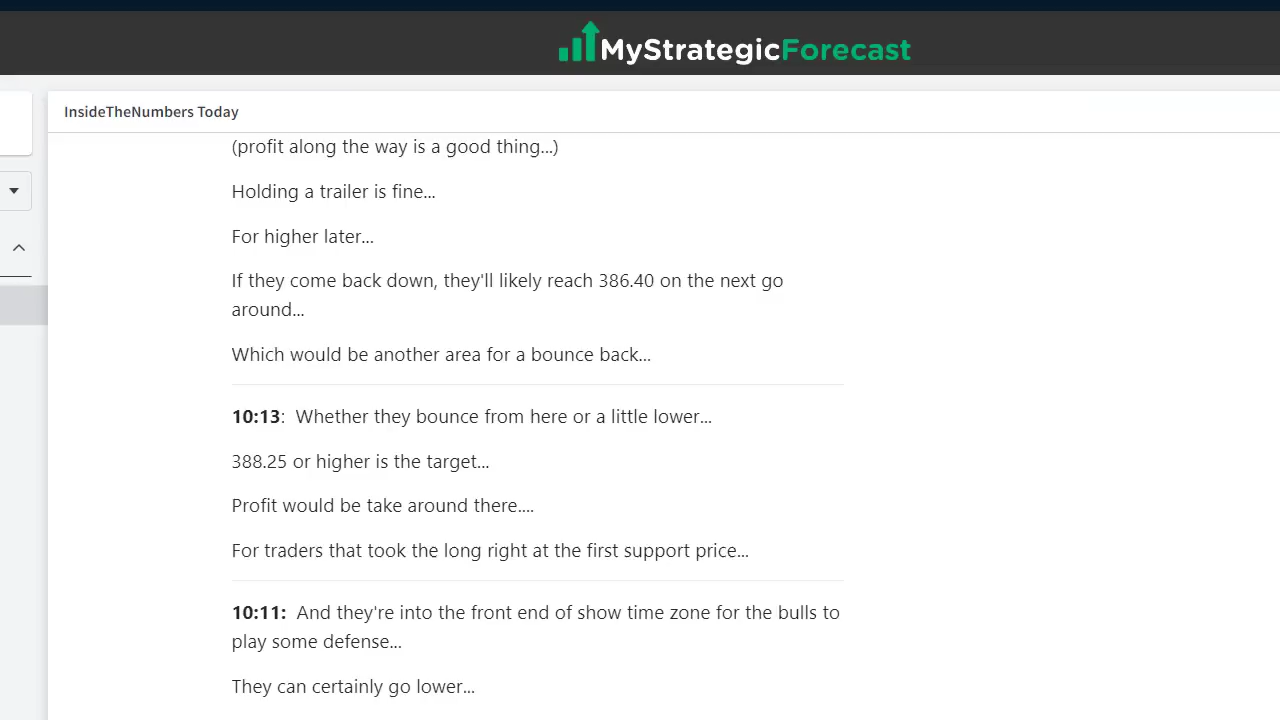 MyStrategicForecast
InsideTheNumbers Today
(profit along the way is a good thing...)
Holding a trailer is fine...
For higher later...
If they come back down, they'll likely reach 386.40 on the next go
around...
Which would be another area for a bounce back...
10:13:  Whether they bounce from here or a little lower...
388.25 or higher is the target...
Profit would be take around there....
For traders that took the long right at the first support price...
10:11:  And they're into the front end of show time zone for the bulls to
play some defense...
They can certainly go lower...